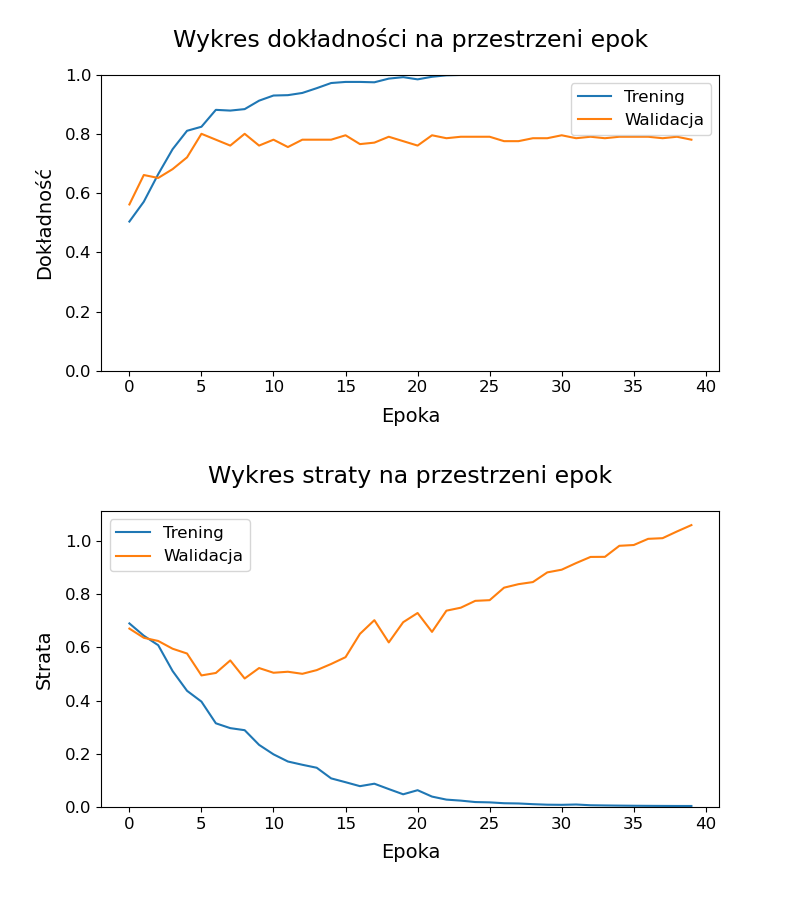 Wykres dokładności na przestrzeni epok
1.0
0.8
0.6
0.4
0.2
0.0
Dokładność
Trening
Walidacja
0 5 10 15 20 25 30 35 40
Epoka
Wykres straty na przestrzeni epok
1.0
0.8
0.6
0.4
0.2
0.0
Strata
Trening
Walidacja
0 5 10 15 20 25 30 35 40
Epoka